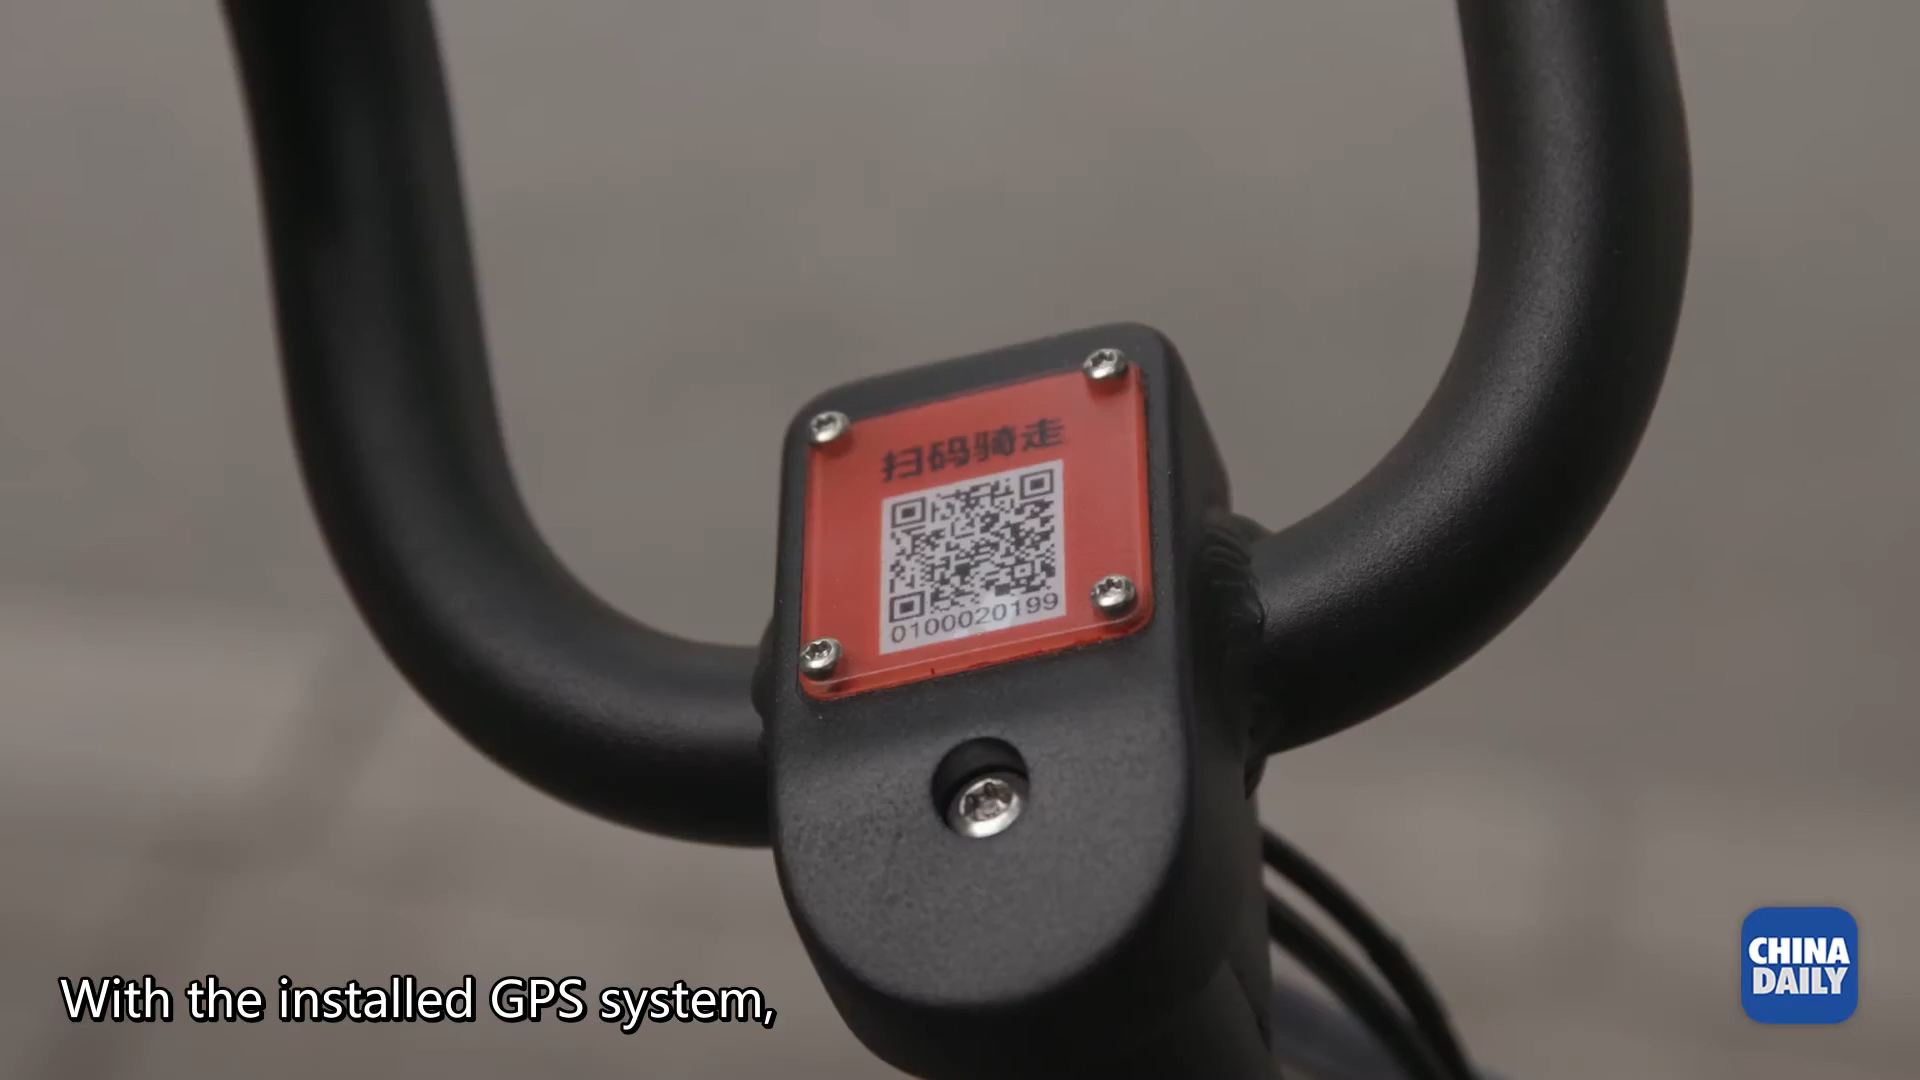 扫码骑走
0100020199
With the installed GPS system,
CHINA
DAILY